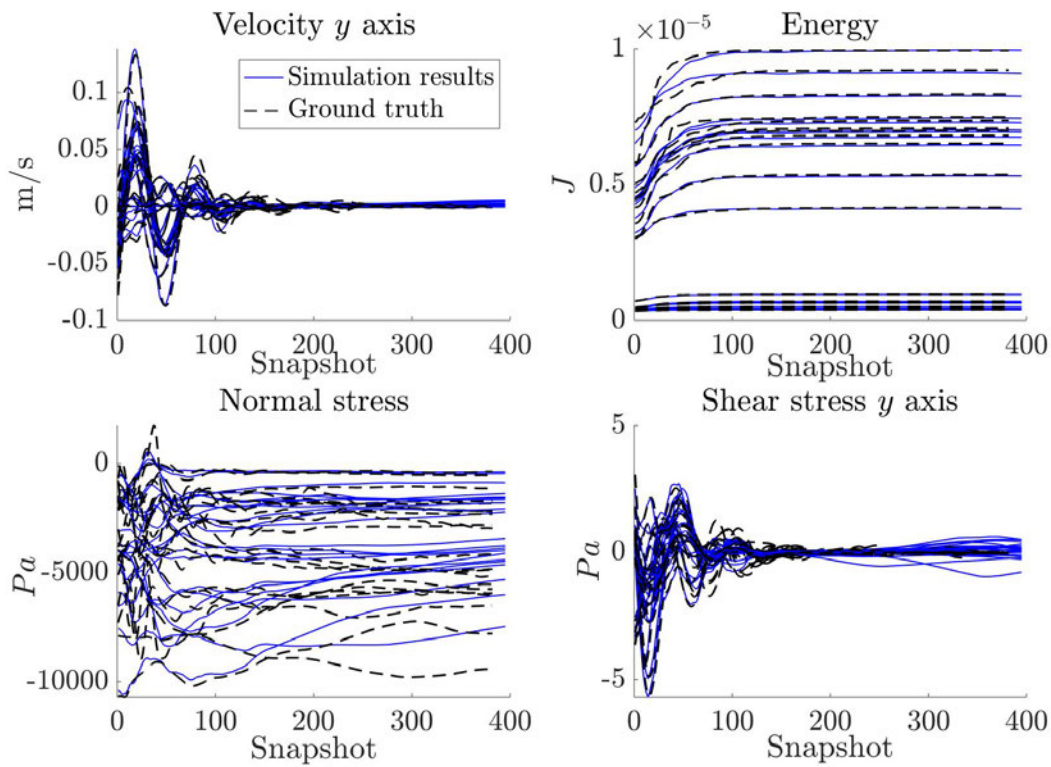 Velocity y axis
0.1
0.05
0
-0.05
-0.1
m/s
Simulation results
Ground truth
0 100 200 300 400
Snapshot
Energy
×10⁻⁵
1
0.5
0
J
0 100 200 300 400
Snapshot
Normal stress
0
-5000
-10000
Pa
0 100 200 300 400
Snapshot
Shear stress y axis
5
0
-5
Pa
0 100 200 300 400
Snapshot